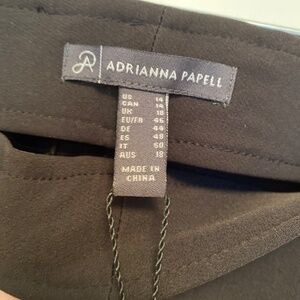 ADRIANNA PAPELL
US 14
CAN 14
UK 18
EU/FR 46
DE 44
ES 48
IT 50
AUS 18
MADE IN
CHINA